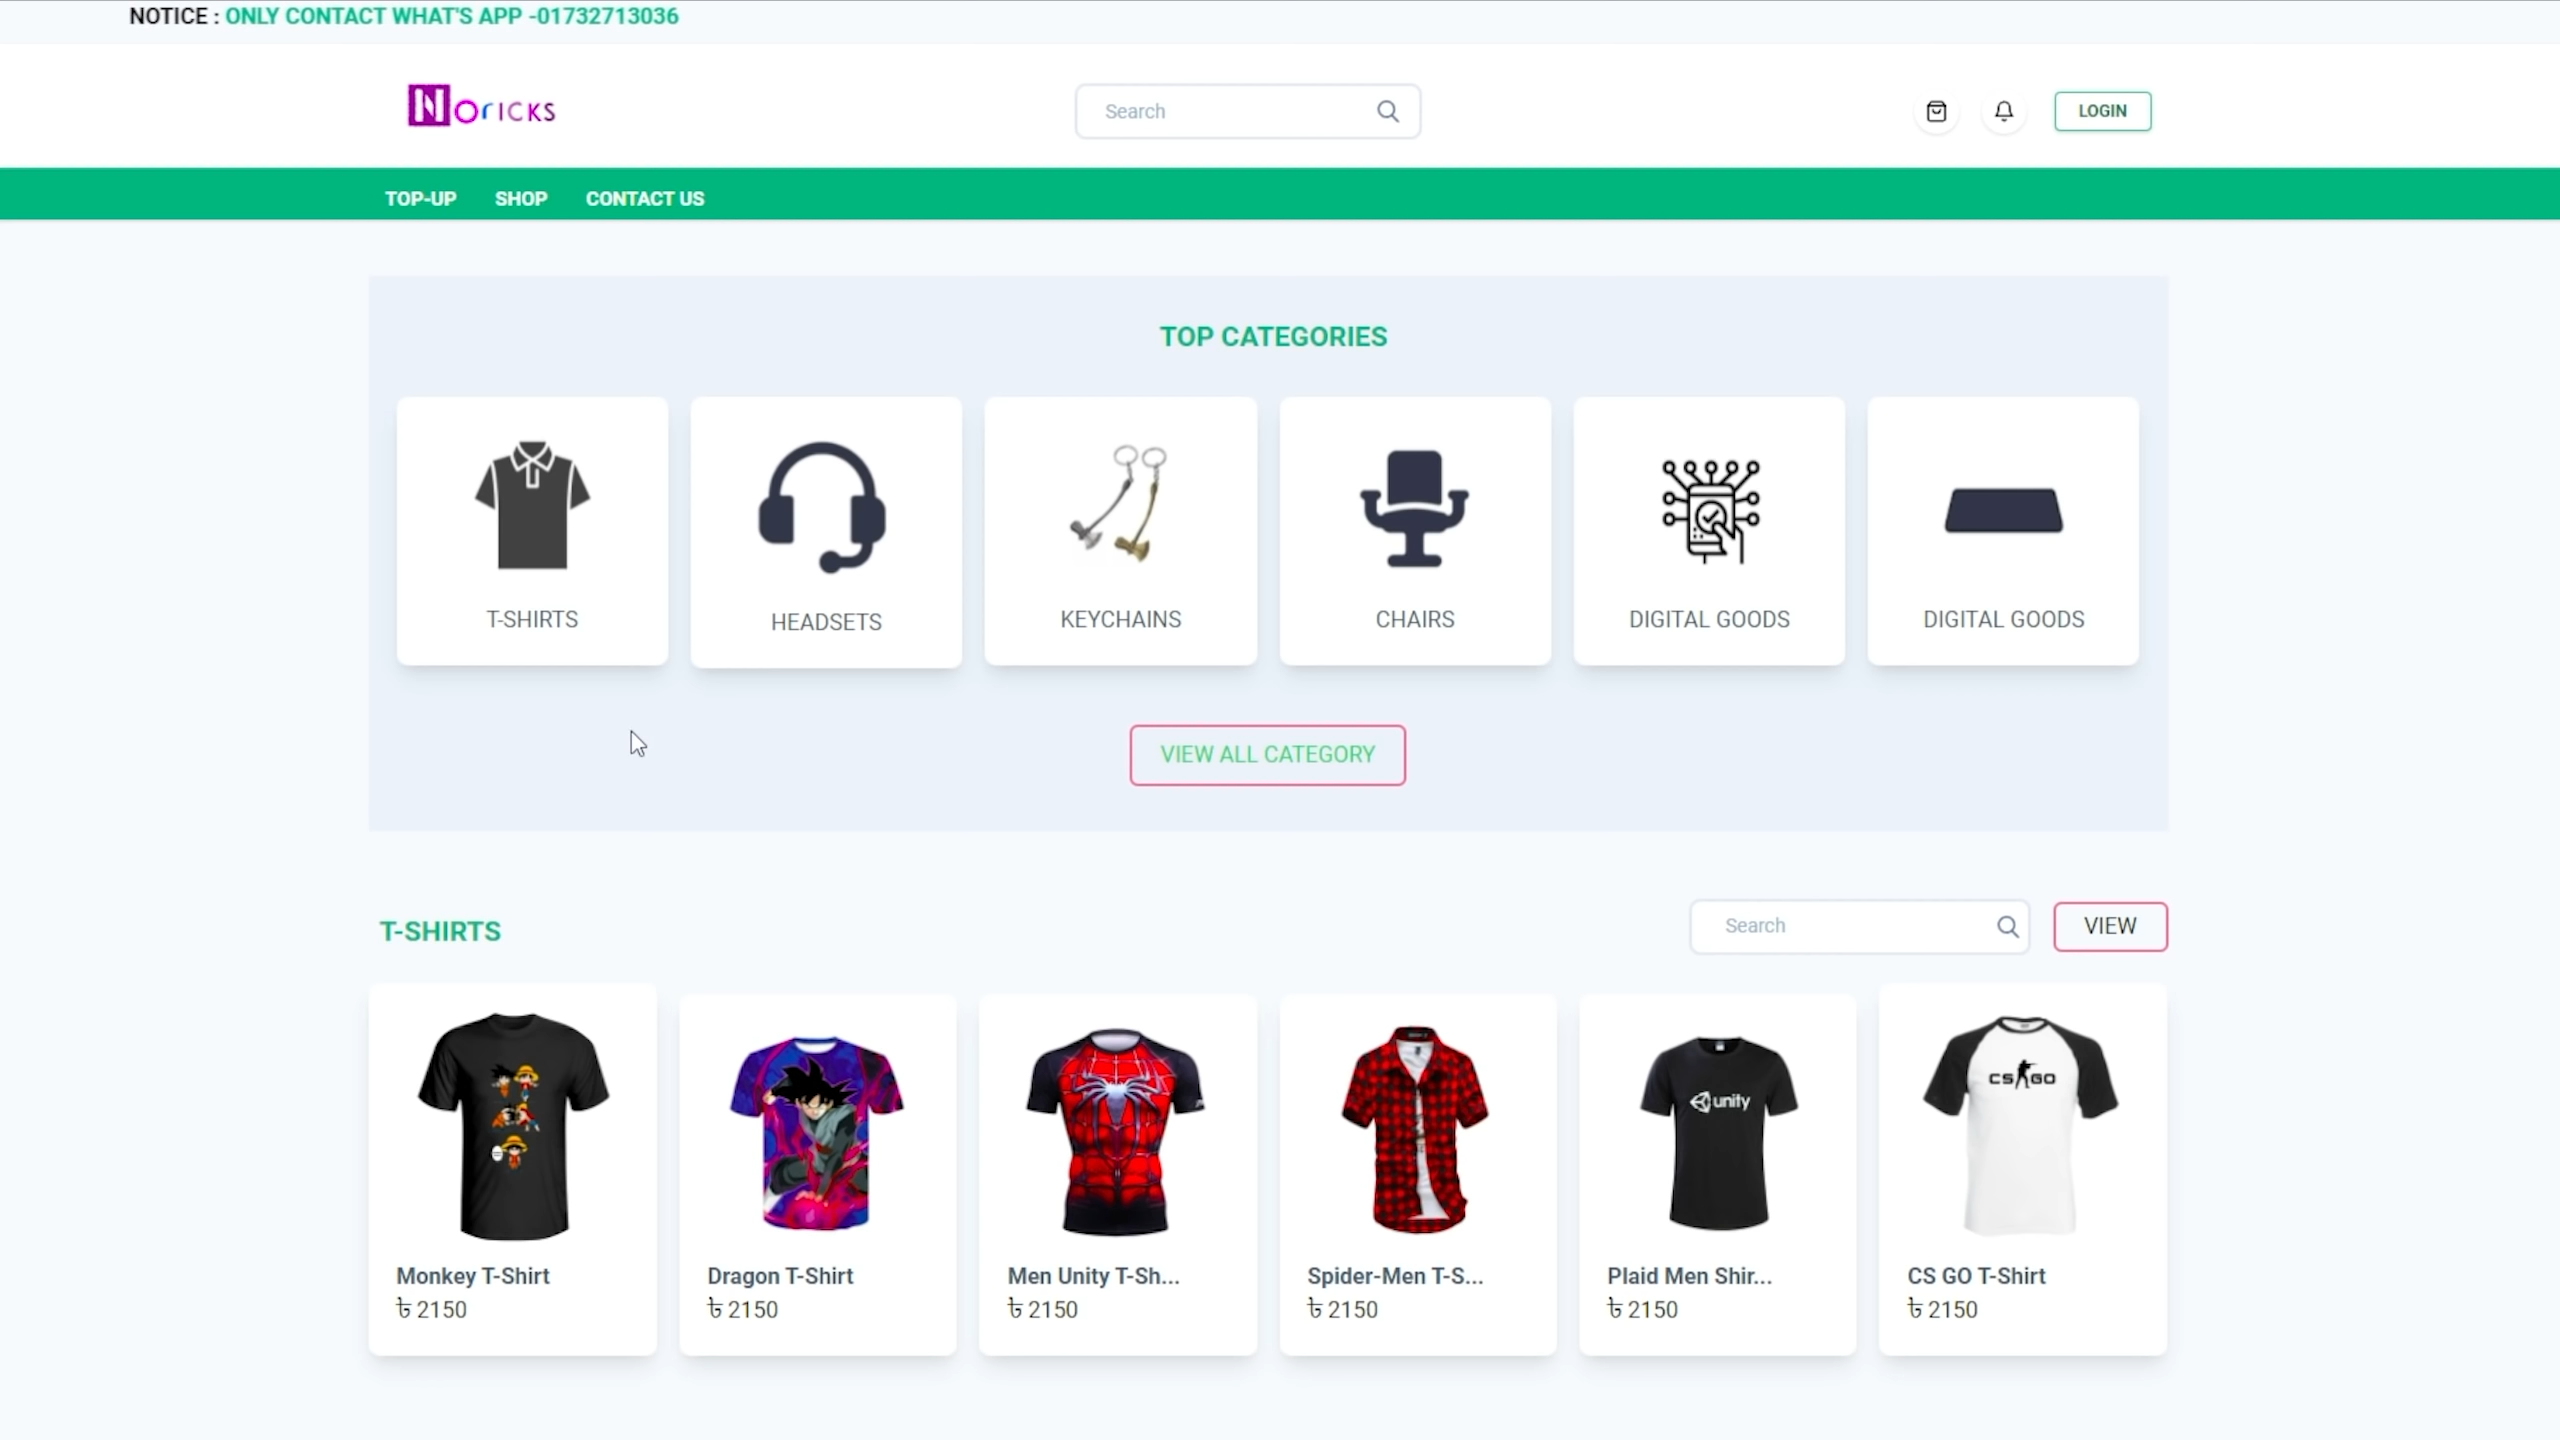 NOTICE : ONLY CONTACT WHAT'S APP -01732713036
Noricks
Search
LOGIN
TOP-UP SHOP CONTACT US
TOP CATEGORIES
T-SHIRTS
HEADSETS
KEYCHAINS
CHAIRS
DIGITAL GOODS
DIGITAL GOODS
VIEW ALL CATEGORY
T-SHIRTS
Search
VIEW
unity
CS GO
Monkey T-Shirt
৳ 2150
Dragon T-Shirt
৳ 2150
Men Unity T-Sh...
৳ 2150
Spider-Men T-S...
৳ 2150
Plaid Men Shir...
৳ 2150
CS GO T-Shirt
৳ 2150